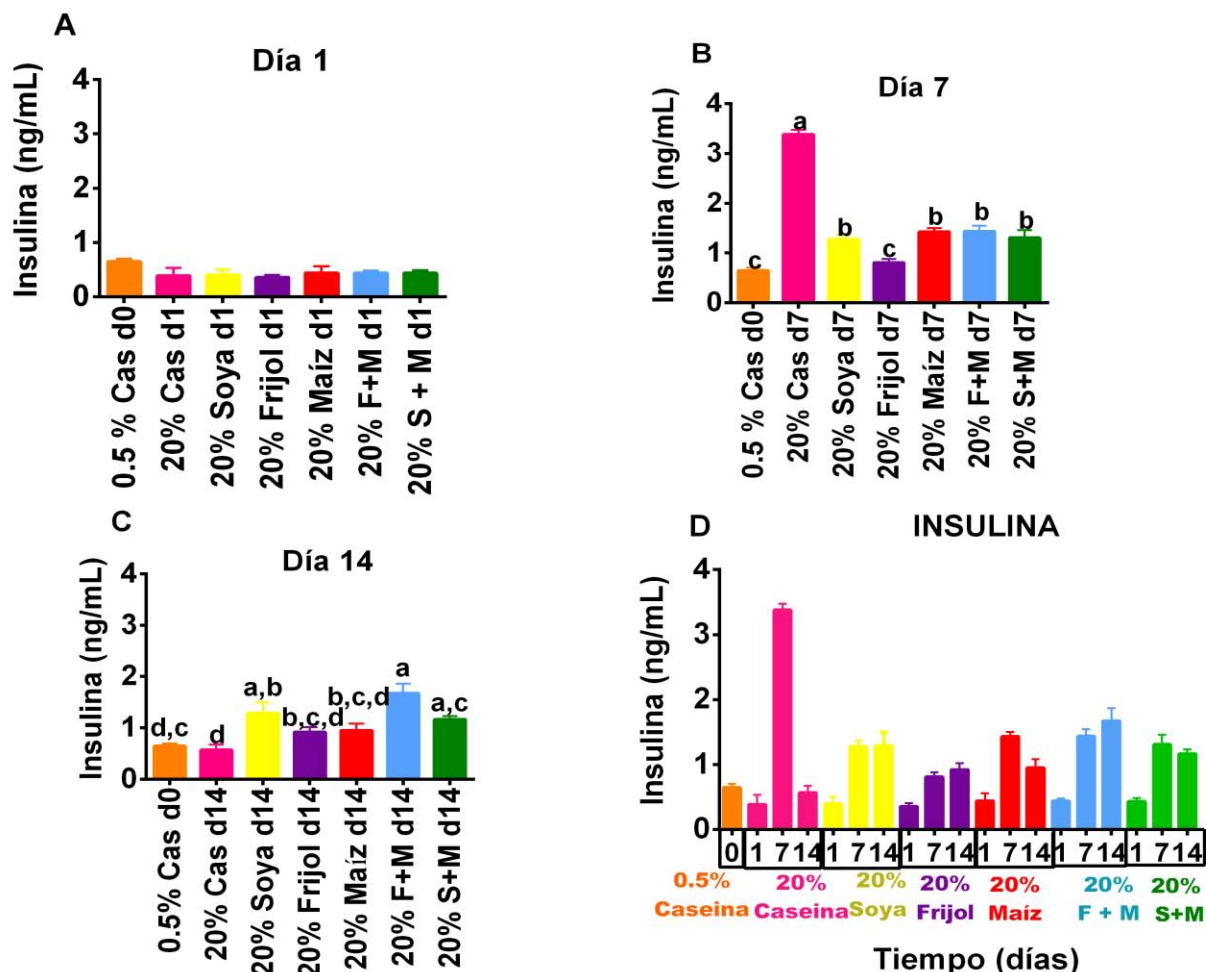 A
Día 1
Insulina (ng/mL)
4
3
2
1
0
0.5 % Cas d0
20% Cas d1
20% Soya d1
20% Frijol d1
20% Maíz d1
20% F+M d1
20% S + M d1
B
Día 7
Insulina (ng/mL)
4
3
2
1
0
c
a
b
c
b
b
b
0.5 % Cas d0
20% Cas d7
20% Soya d7
20% Frijol d7
20% Maíz d7
20% F+M d7
20% S+M d7
C
Día 14
Insulina (ng/mL)
4
3
2
1
0
d,c
d
a,b
b,c,d
b,c,d
a
a,c
0.5% Cas d0
20% Cas d14
20% Soya d14
20% Frijol d14
20% Maíz d14
20% F+M d14
20% S+M d14
D
INSULINA
Insulina (ng/mL)
4
3
2
1
0
0 1 7 14 1 7 14 1 7 14 1 7 14 1 7 14 1 7 14
0.5% 20% 20% 20% 20% 20% 20%
Caseina Caseina Soya Frijol Maíz F + M S+M
Tiempo (días)